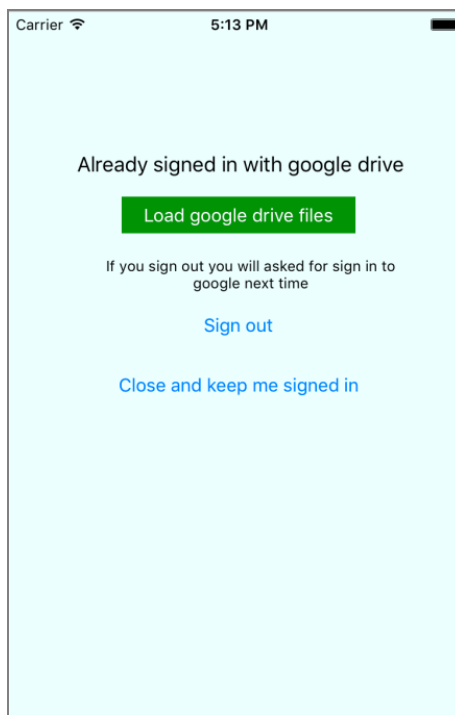 Carrier 5:13 PM
Already signed in with google drive
Load google drive files
If you sign out you will asked for sign in to
google next time
Sign out
Close and keep me signed in